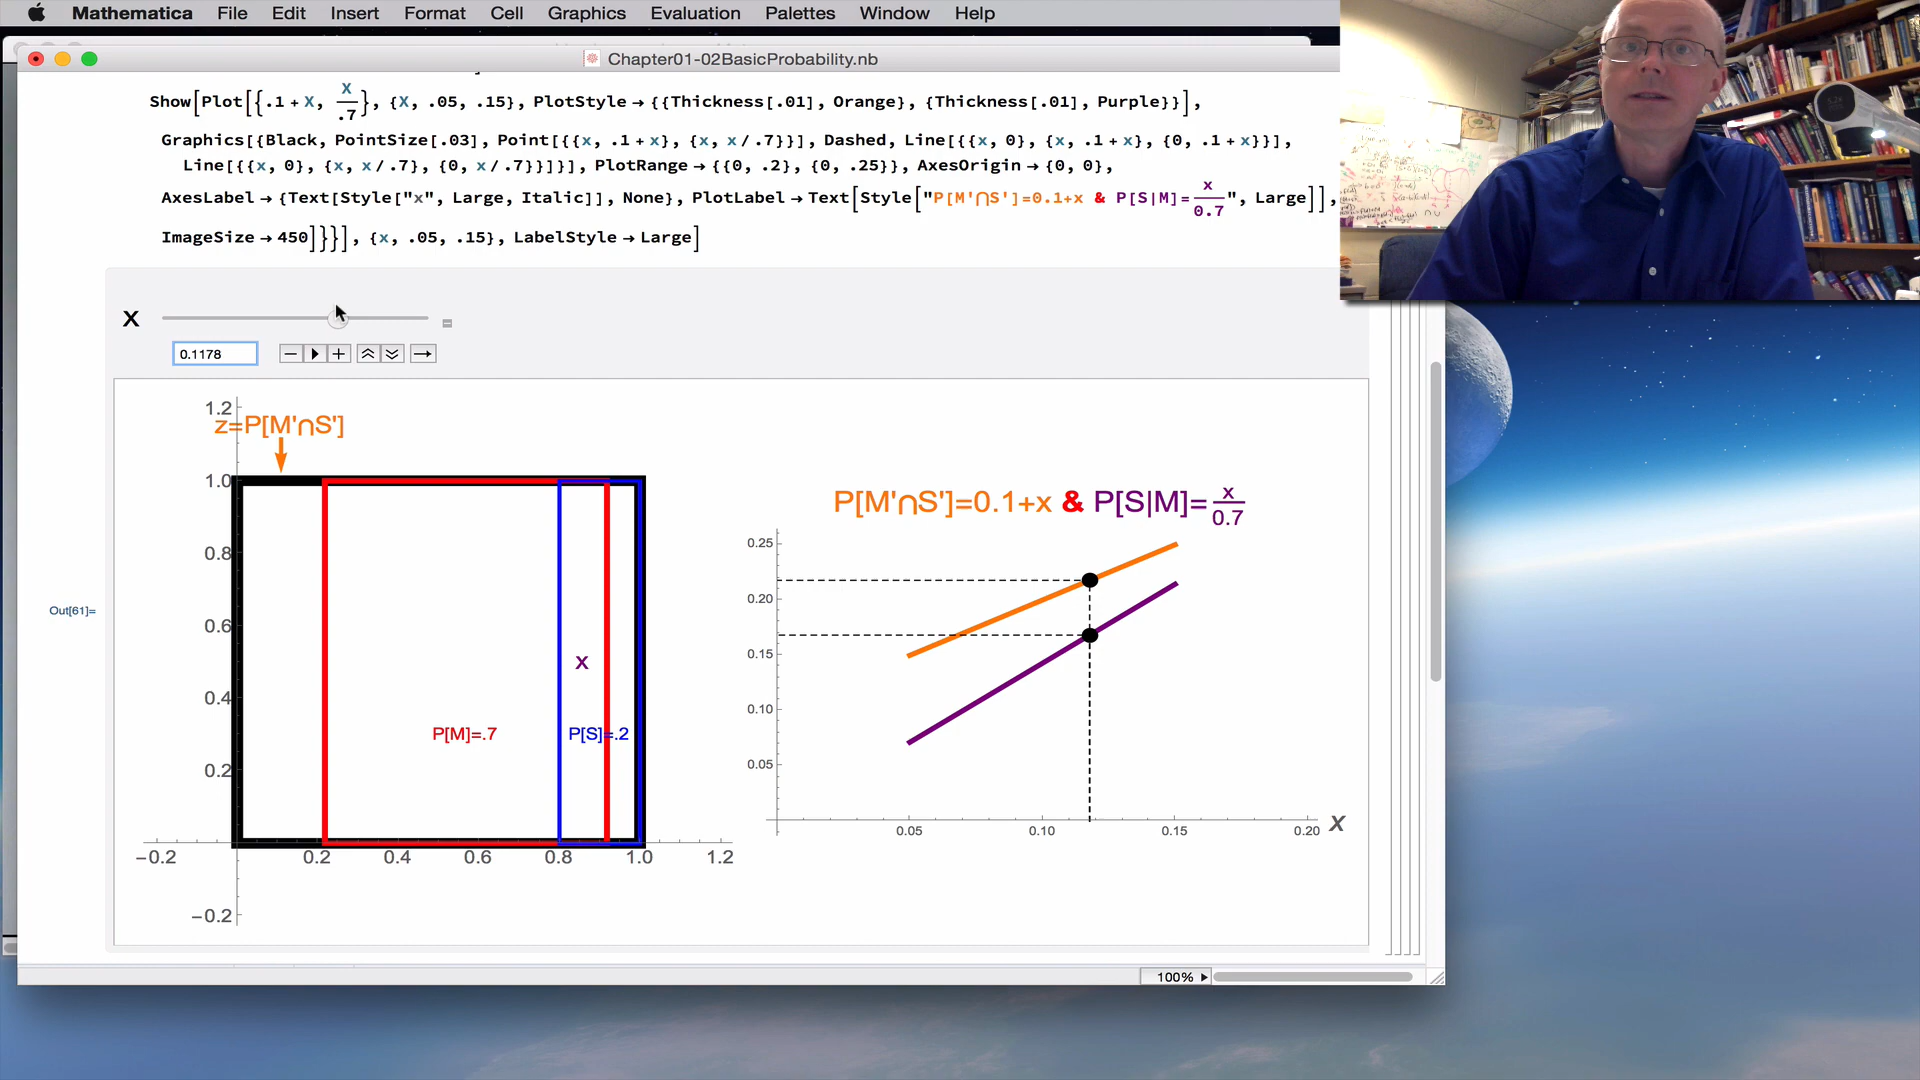 Mathematica File Edit Insert Format Cell Graphics Evaluation Palettes Window Help
Chapter01-02BasicProbability.nb
Show[Plot[{.1 + X, X/.7}, {X, .05, .15}, PlotStyle → {{Thickness[.01], Orange}, {Thickness[.01], Purple}}],
Graphics[{Black, PointSize[.03], Point[{{x, .1 + x}, {x, x / .7}}], Dashed, Line[{{x, 0}, {x, .1 + x}, {0, .1 + x}}],
Line[{{x, 0}, {x, x / .7}, {0, x / .7}}]}], PlotRange → {{0, .2}, {0, .25}}, AxesOrigin → {0, 0},
AxesLabel → {Text[Style["x", Large, Italic]], None}, PlotLabel → Text[Style["P[M'∩S']=0.1+x & P[S|M]=x/0.7", Large]],
ImageSize → 450]}}], {x, .05, .15}, LabelStyle → Large]
X
0.1178
Out[61]=
1.2
z=P[M'∩S']
1.0
0.8
0.6
0.4
0.2
−0.2
−0.2 0.2 0.4 0.6 0.8 1.0 1.2
x
P[M]=.7
P[S]=.2
P[M'∩S']=0.1+x & P[S|M]=x/0.7
0.25
0.20
0.15
0.10
0.05
0.05 0.10 0.15 0.20 x
100%